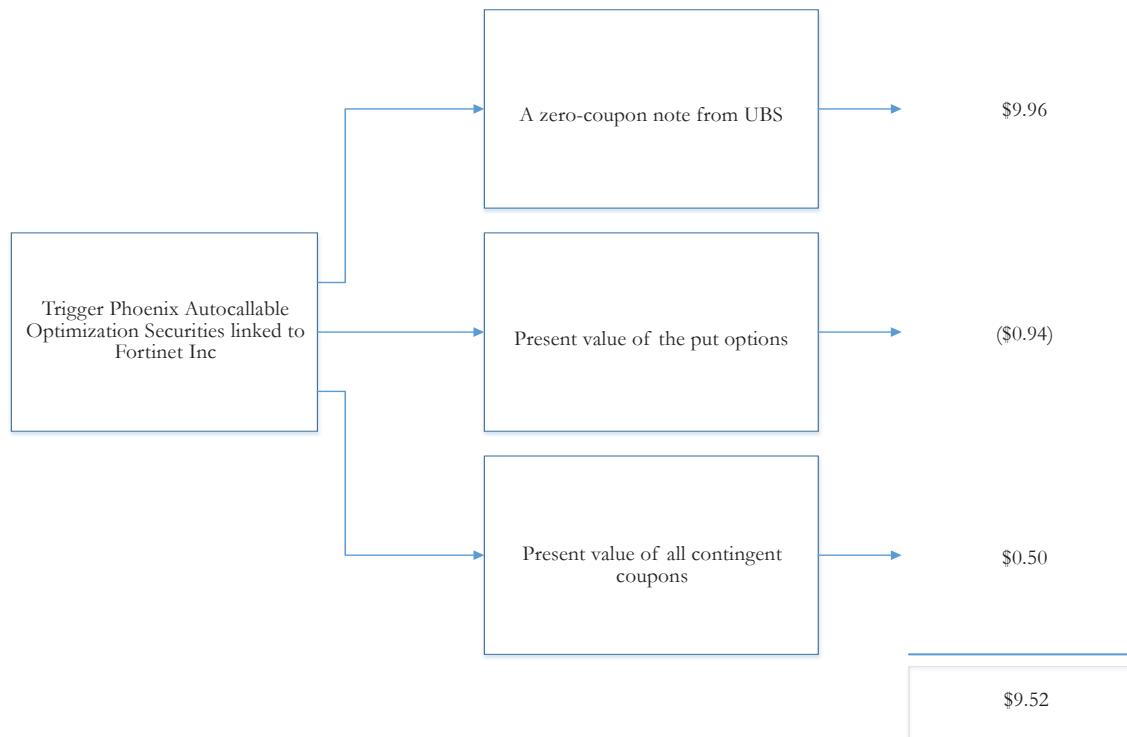 A zero-coupon note from UBS
$9.96
Trigger Phoenix Autocallable
Optimization Securities linked to
Fortinet Inc
Present value of the put options
($0.94)
Present value of all contingent
coupons
$0.50
$9.52